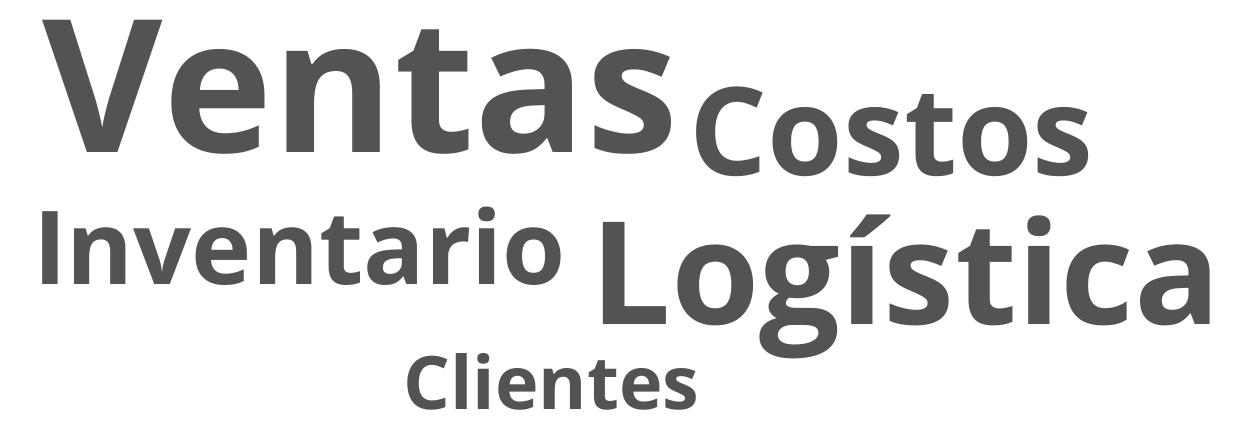 Ventas Costos
Inventario Logística
Clientes